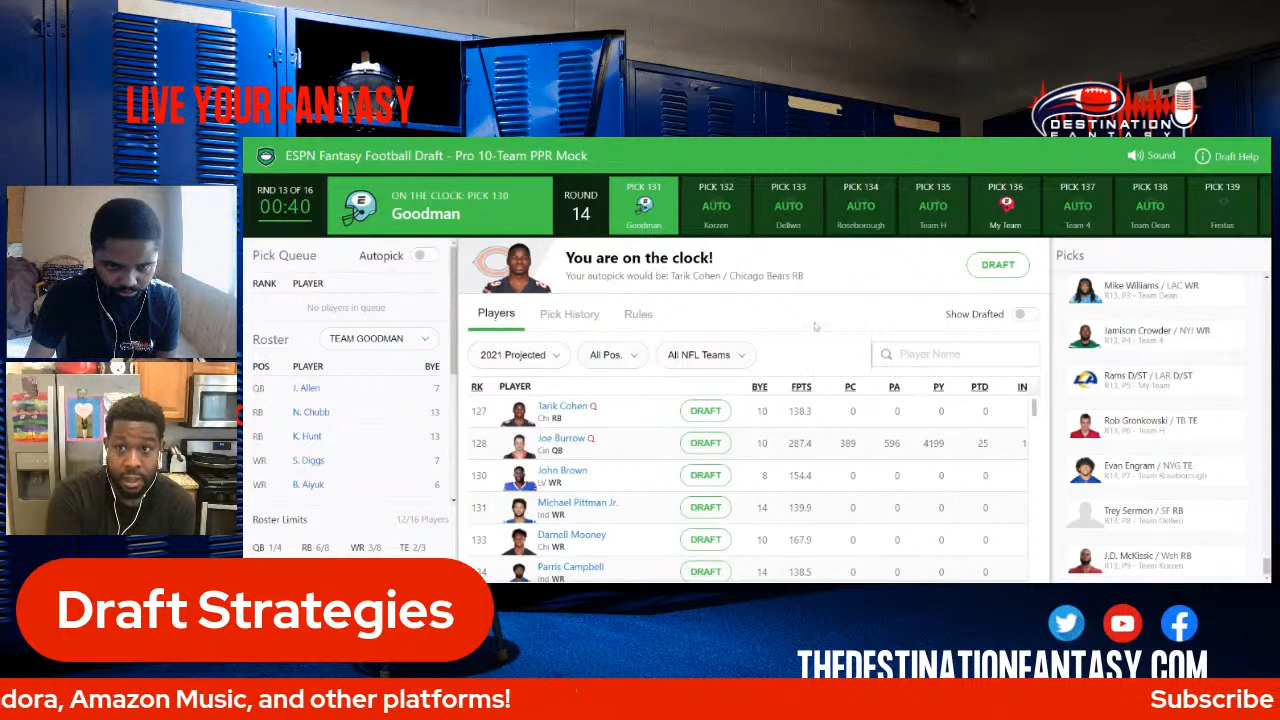 LIVE YOUR FANTASY
DESTINATION
FANTASY
ESPN Fantasy Football Draft - Pro 10-Team PPR Mock
Sound
Draft Help
RND 13 OF 16
00:40
ON THE CLOCK: PICK 130
Goodman
ROUND
14
PICK 131
Goodman
PICK 132
AUTO
Korzen
PICK 133
AUTO
Dellwo
PICK 134
AUTO
Roseborough
PICK 135
AUTO
Team H
PICK 136
My Team
PICK 137
AUTO
Team 4
PICK 138
AUTO
Team Dean
PICK 139
Freitas
Pick Queue Autopick
RANK PLAYER
No players in queue
Roster TEAM GOODMAN
POS PLAYER BYE
QB J. Allen 7
RB N. Chubb 13
RB K. Hunt 13
WR S. Diggs 7
WR B. Aiyuk 6
Roster Limits 12/16 Players
QB 1/4 RB 6/8 WR 3/8 TE 2/3
You are on the clock!
Your autopick would be: Tarik Cohen / Chicago Bears RB
DRAFT
Players Pick History Rules Show Drafted
2021 Projected All Pos. All NFL Teams Player Name
RK PLAYER BYE FPTS PC PA PY PTD IN
127 Tarik Cohen Q Chi RB DRAFT 10 138.3 0 0 0 0
128 Joe Burrow Q Cin QB DRAFT 10 287.4 389 596 4199 25 1
130 John Brown LV WR DRAFT 8 154.4 0 0 0 0
131 Michael Pittman Jr. Ind WR DRAFT 14 139.9 0 0 0 0
133 Darnell Mooney Chi WR DRAFT 10 167.9 0 0 0 0
Parris Campbell Ind WR DRAFT 14 138.5 0 0 0 0
Picks
Mike Williams / LAC WR
R13, P3 - Team Dean
Jamison Crowder / NYJ WR
R13, P4 - Team 4
Rams D/ST / LAR D/ST
R13, P5 - My Team
Rob Gronkowski / TB TE
R13, P6 - Team H
Evan Engram / NYG TE
R13, P7 - Team Roseborough
Trey Sermon / SF RB
R13, P8 - Team Dellwo
J.D. McKissic / Wsh RB
R13, P9 - Team Korzen
Draft Strategies
THEDESTINATIONFANTASY.COM
dora, Amazon Music, and other platforms! Subscribe